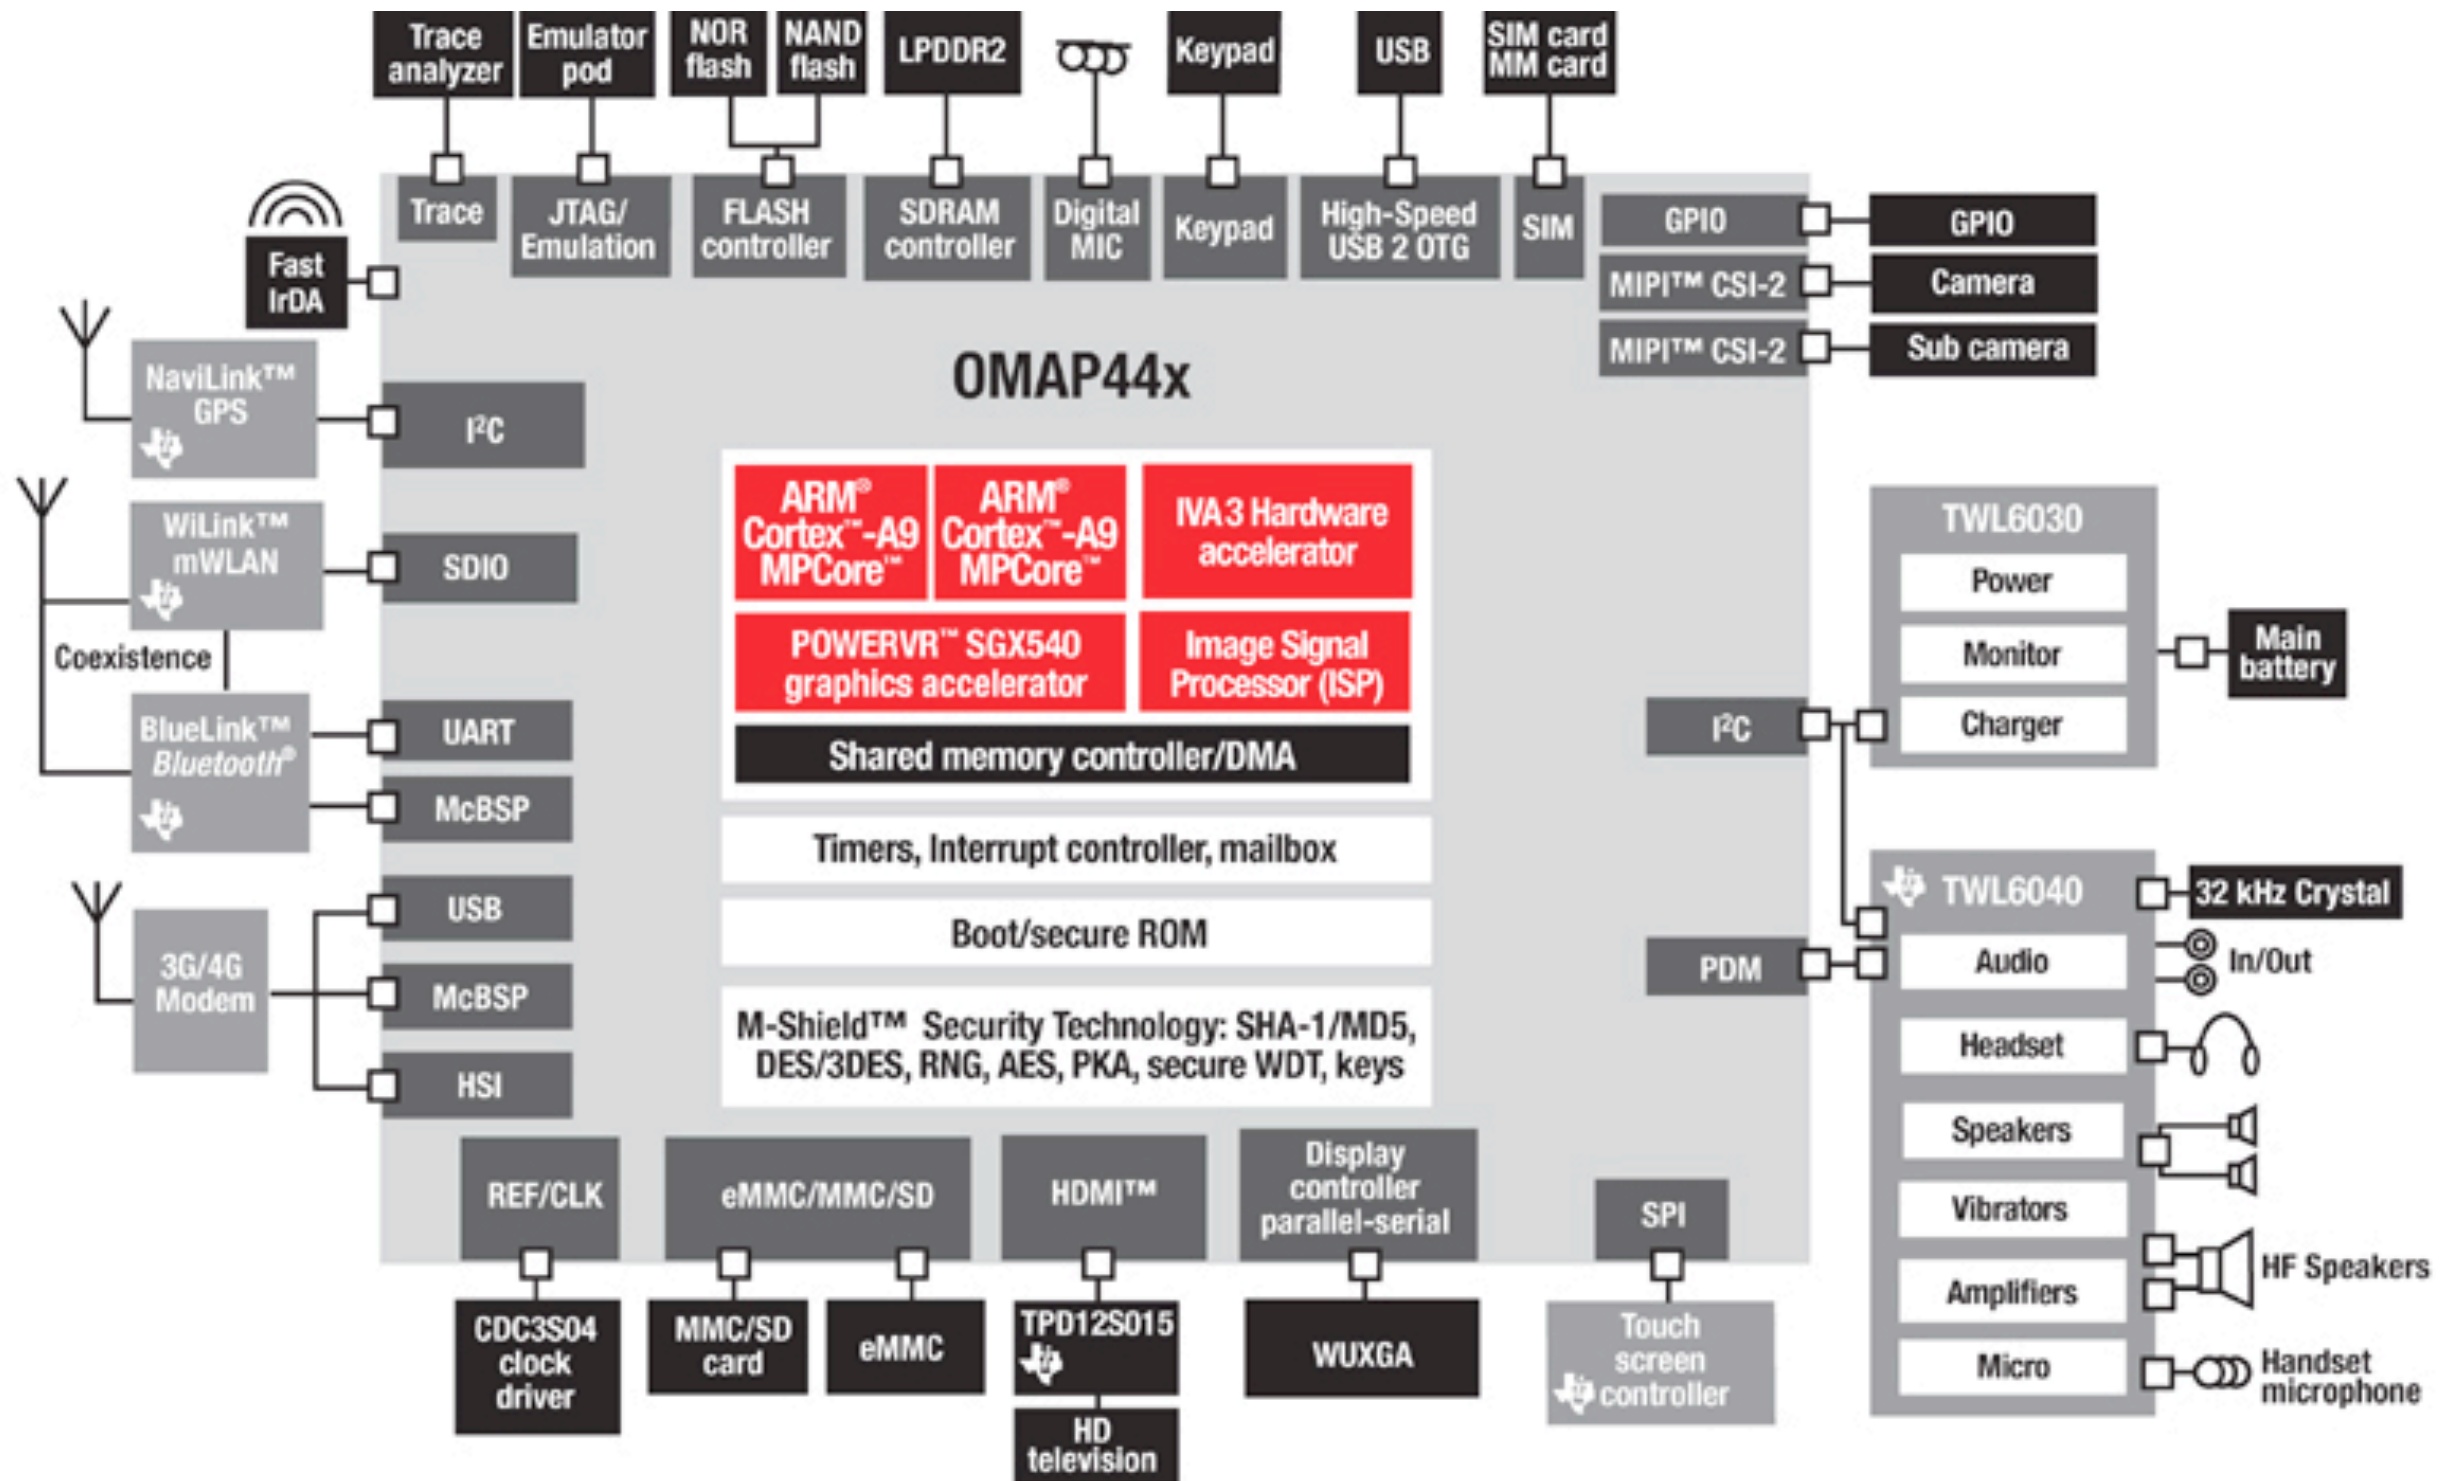 Trace
analyzer
Emulator
pod
NOR
flash
NAND
flash
LPDDR2
Keypad
USB
SIM card
MM card
Trace
JTAG/
Emulation
FLASH
controller
SDRAM
controller
Digital
MIC
Keypad
High-Speed
USB 2 OTG
SIM
GPIO
GPIO
MIPI™ CSI-2
Camera
MIPI™ CSI-2
Sub camera
Fast
IrDA
NaviLink™
GPS
I²C
WiLink™
mWLAN
SDIO
Coexistence
BlueLink™
Bluetooth®
UART
McBSP
3G/4G
Modem
USB
McBSP
HSI
OMAP44x
ARM®
Cortex™-A9
MPCore™
ARM®
Cortex™-A9
MPCore™
IVA3 Hardware
accelerator
POWERVR™ SGX540
graphics accelerator
Image Signal
Processor (ISP)
Shared memory controller/DMA
Timers, Interrupt controller, mailbox
Boot/secure ROM
M-Shield™ Security Technology: SHA-1/MD5,
DES/3DES, RNG, AES, PKA, secure WDT, keys
I²C
PDM
TWL6030
Power
Monitor
Charger
Main
battery
TWL6040
32 kHz Crystal
Audio
In/Out
Headset
Speakers
Vibrators
Amplifiers
HF Speakers
Micro
Handset
microphone
REF/CLK
eMMC/MMC/SD
HDMI™
Display
controller
parallel-serial
SPI
CDC3S04
clock
driver
MMC/SD
card
eMMC
TPD12S015
HD
television
WUXGA
Touch
screen
controller